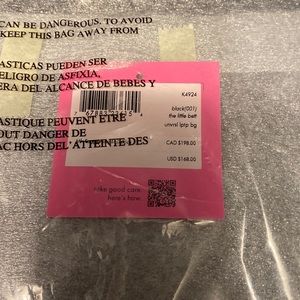 CAN BE DANGEROUS. TO AVOID
KEEP THIS BAG AWAY FROM
ASTICAS PUEDEN SER
ELIGRO DE ASFIXIA,
ERA DEL ALCANCE DE BEBES Y
ASTIQUE PEUVENT ETRE
OUT DANGER DE
AC HORS DEL'ATTEINTE DES
K4924
black(001)
the little bett
unvrsl lptp bg
CAD $198.00
USD $168.00
take good care
here's how.